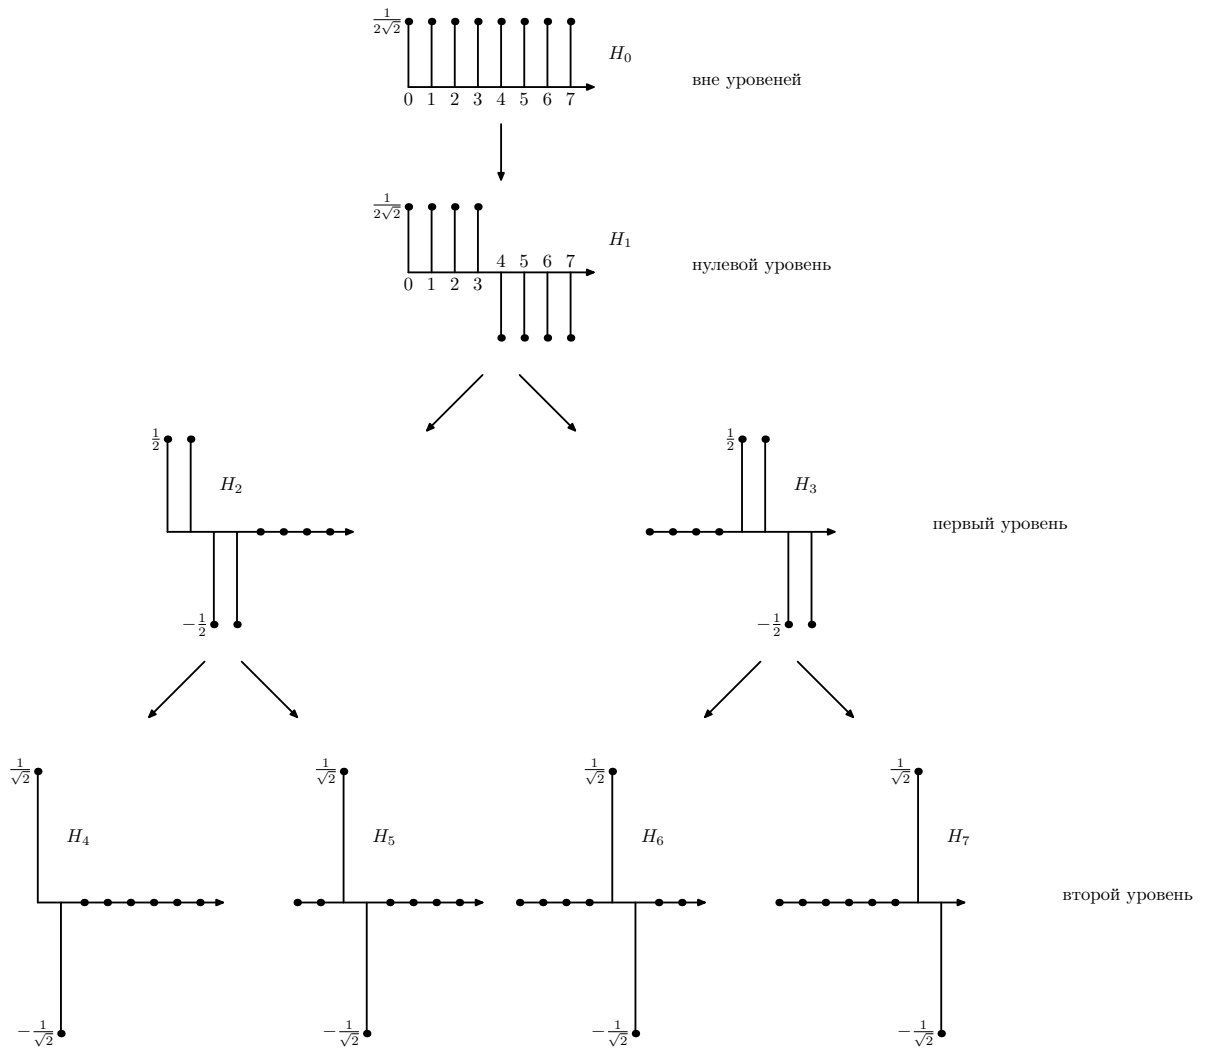 1/(2√2)
H₀
вне уровеней
0 1 2 3 4 5 6 7
1/(2√2)
H₁
4 5 6 7
нулевой уровень
0 1 2 3
1/2
1/2
H₂
H₃
первый уровень
−1/2
−1/2
1/√2
1/√2
1/√2
1/√2
H₄
H₅
H₆
H₇
второй уровень
−1/√2
−1/√2
−1/√2
−1/√2